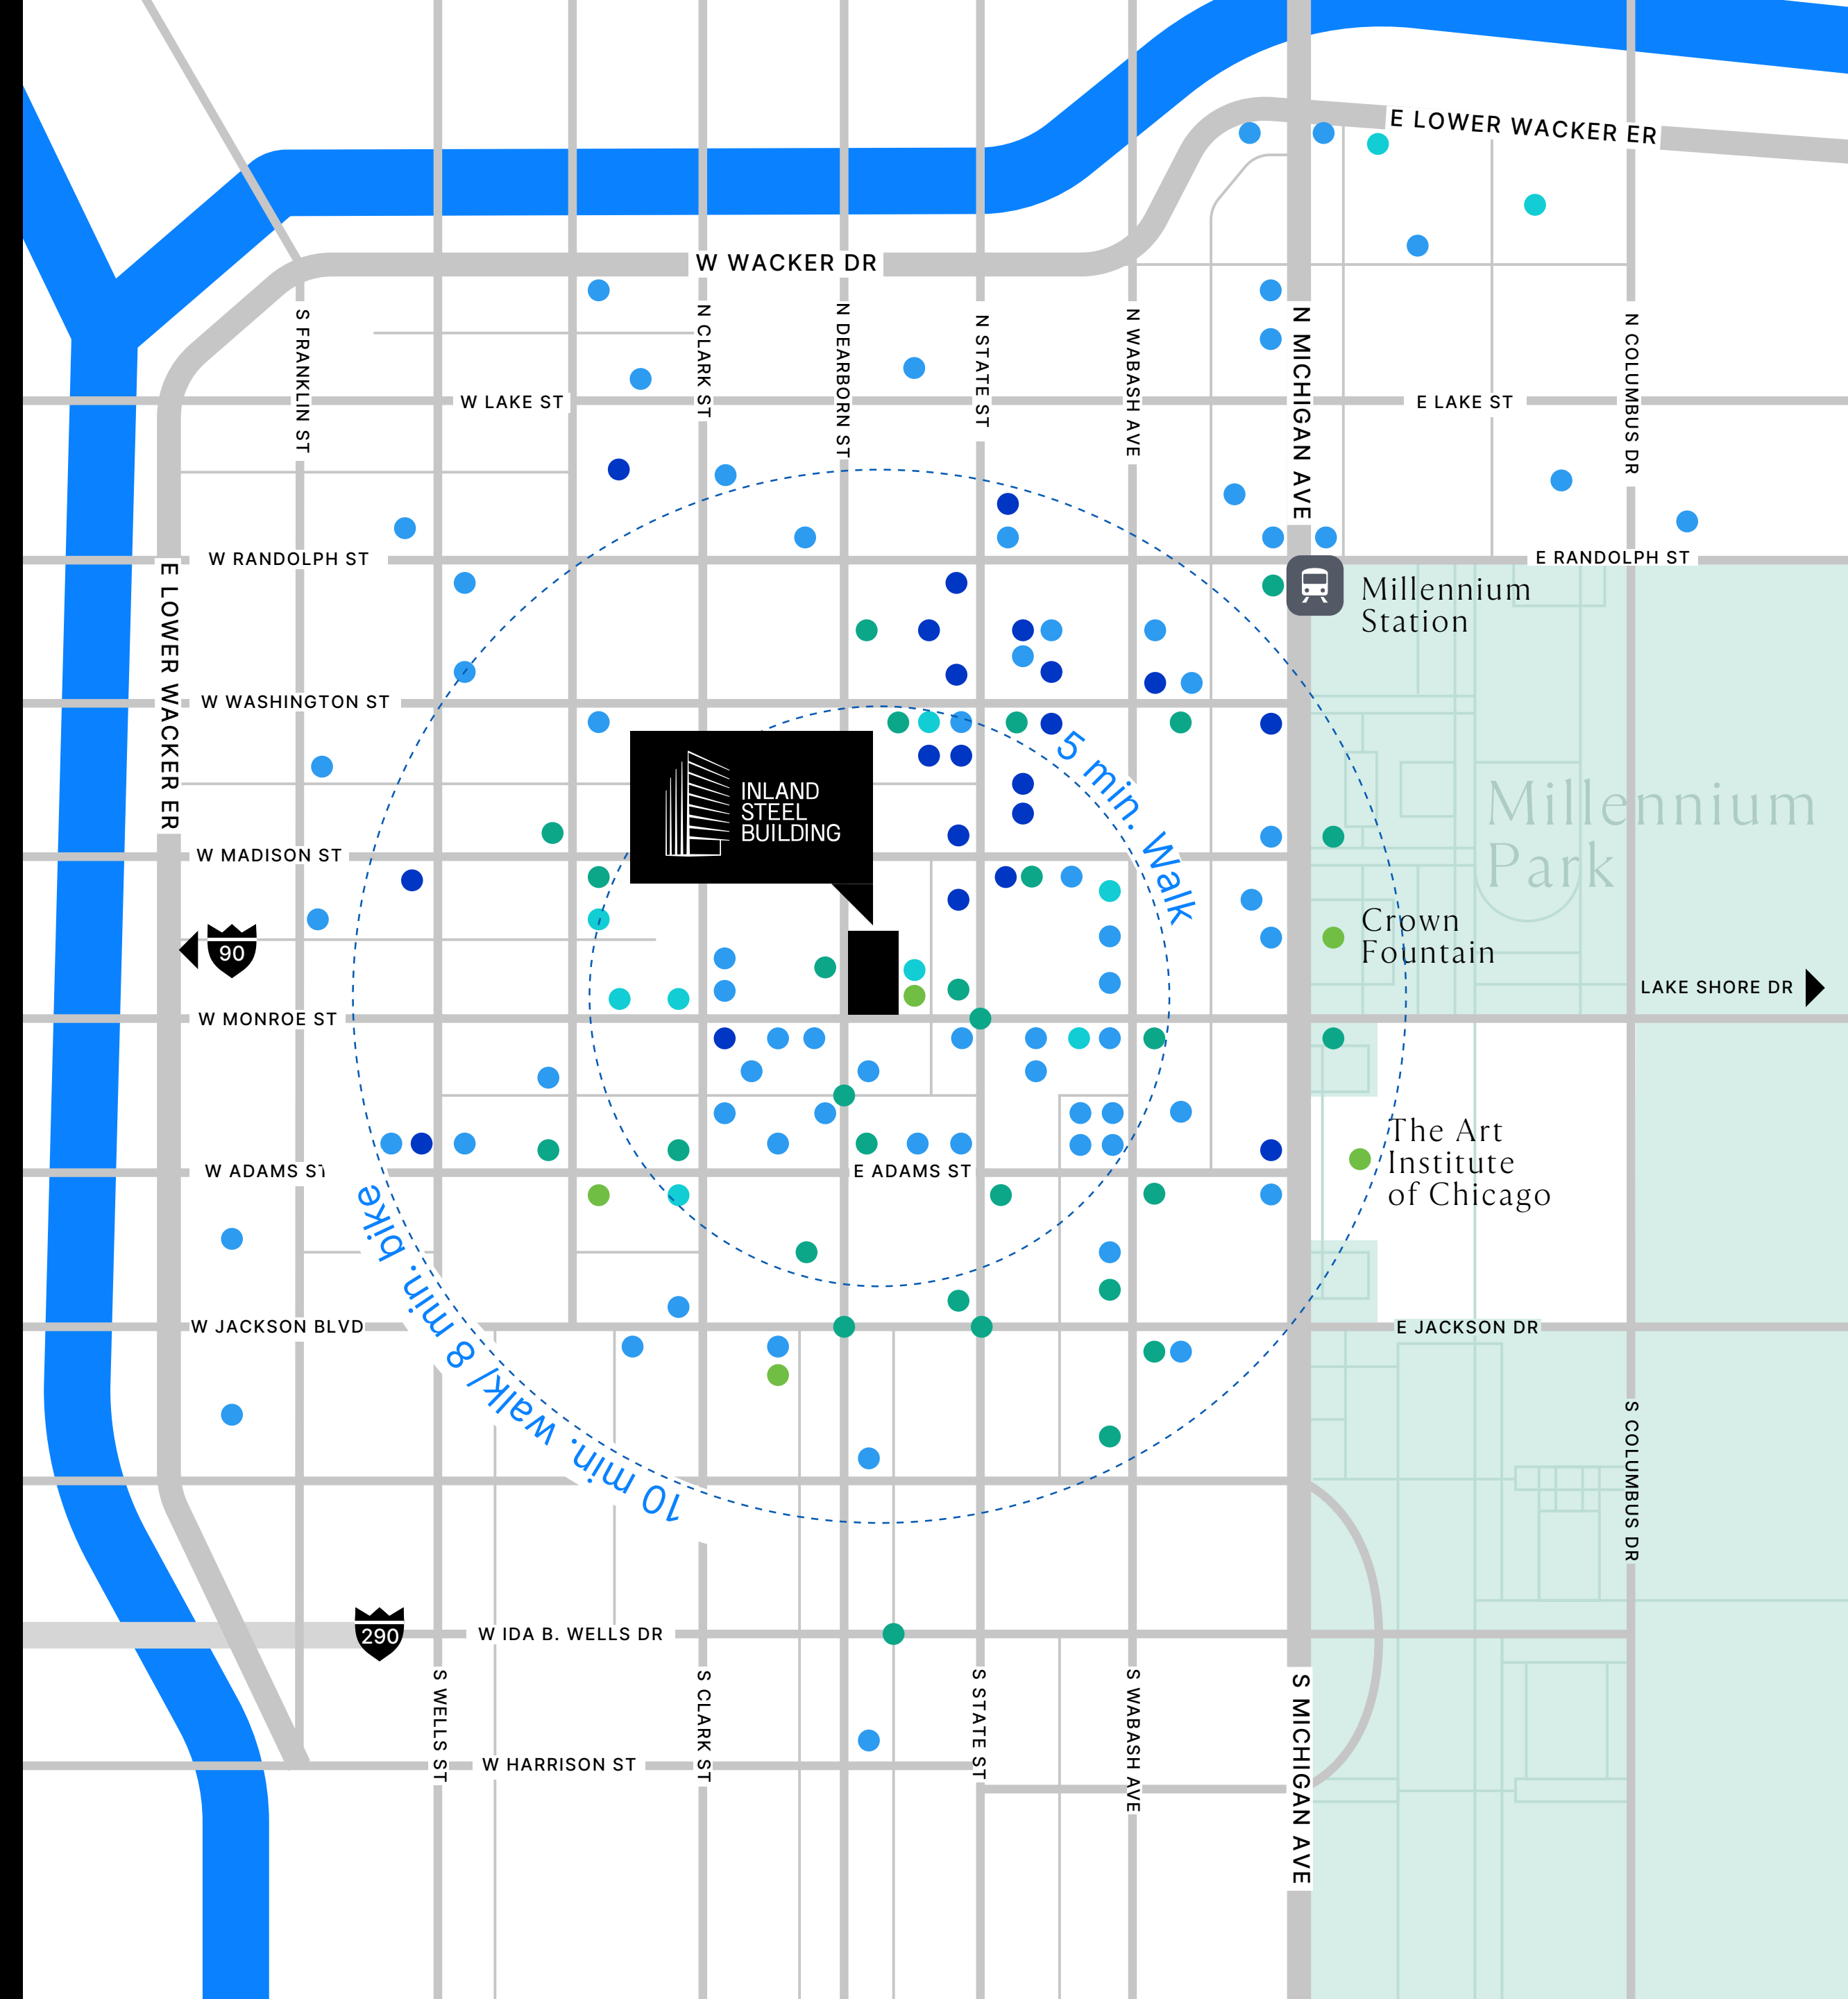 E LOWER WACKER ER
W WACKER DR
S FRANKLIN ST
N CLARK ST
N DEARBORN ST
N STATE ST
N WABASH AVE
N MICHIGAN AVE
N COLUMBUS DR
W LAKE ST
E LAKE ST
W RANDOLPH ST
E RANDOLPH ST
E LOWER WACKER ER
Millennium
Station
W WASHINGTON ST
5 min. Walk
INLAND
STEEL
BUILDING
Millennium
Park
W MADISON ST
Crown
Fountain
90
LAKE SHORE DR
W MONROE ST
The Art
Institute
of Chicago
W ADAMS ST
E ADAMS ST
10 min. walk/ 8 min. bike
W JACKSON BLVD
E JACKSON DR
S COLUMBUS DR
290
W IDA B. WELLS DR
S WELLS ST
S CLARK ST
S STATE ST
S WABASH AVE
S MICHIGAN AVE
W HARRISON ST